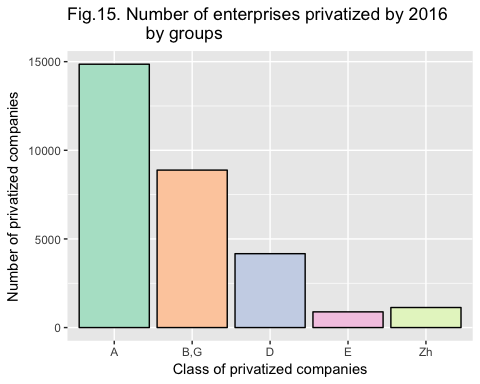 Fig.15. Number of enterprises privatized by 2016
by groups
Number of privatized companies
15000
10000
5000
0
A
B,G
D
E
Zh
Class of privatized companies